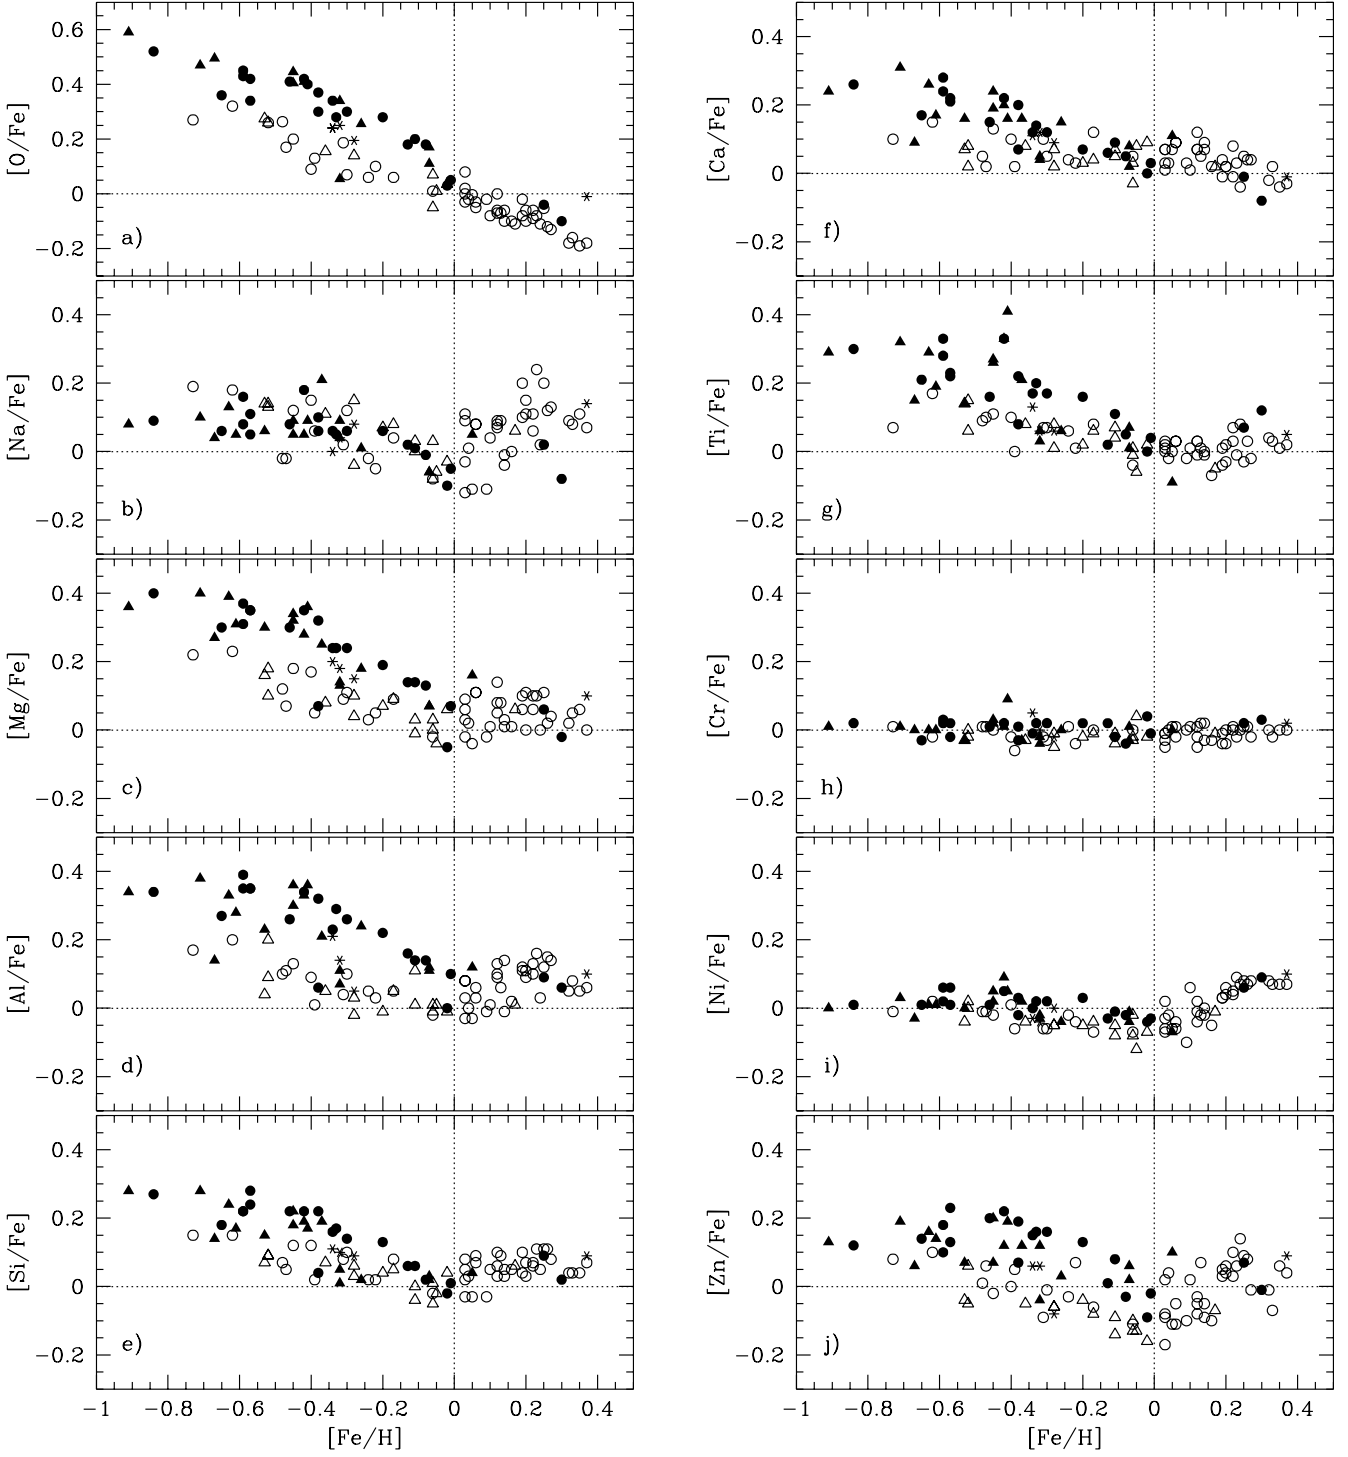 [O/Fe]
0.6
0.4
0.2
0
−0.2
a)
[Na/Fe]
0.4
0.2
0
−0.2
b)
[Mg/Fe]
0.4
0.2
0
−0.2
c)
[Al/Fe]
0.4
0.2
0
−0.2
d)
[Si/Fe]
0.4
0.2
0
−0.2
e)
−1 −0.8 −0.6 −0.4 −0.2 0 0.2 0.4
[Fe/H]
[Ca/Fe]
0.4
0.2
0
−0.2
f)
[Ti/Fe]
0.4
0.2
0
−0.2
g)
[Cr/Fe]
0.4
0.2
0
−0.2
h)
[Ni/Fe]
0.4
0.2
0
−0.2
i)
[Zn/Fe]
0.4
0.2
0
−0.2
j)
−1 −0.8 −0.6 −0.4 −0.2 0 0.2 0.4
[Fe/H]